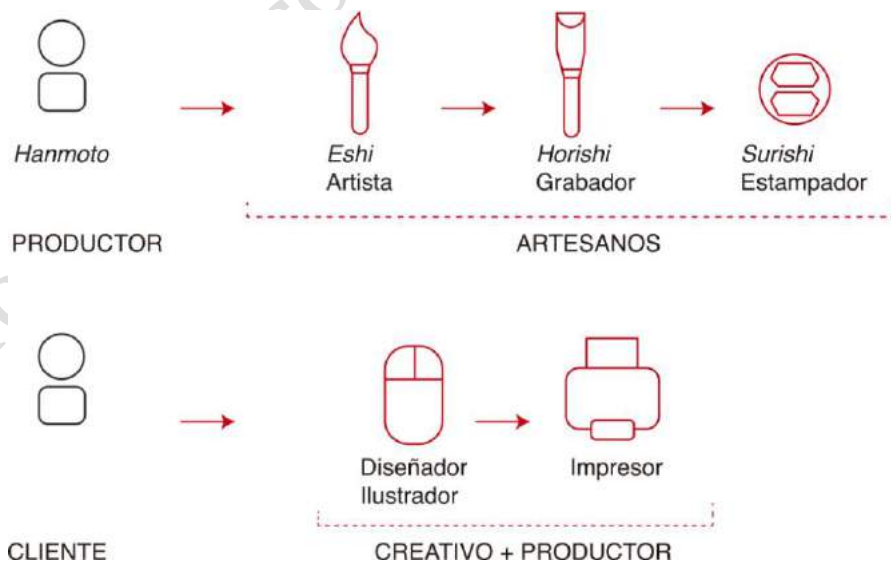 Hanmoto
Eshi
Artista
Horishi
Grabador
Surishi
Estampador
PRODUCTOR
ARTESANOS
Diseñador
Ilustrador
Impresor
CLIENTE
CREATIVO + PRODUCTOR